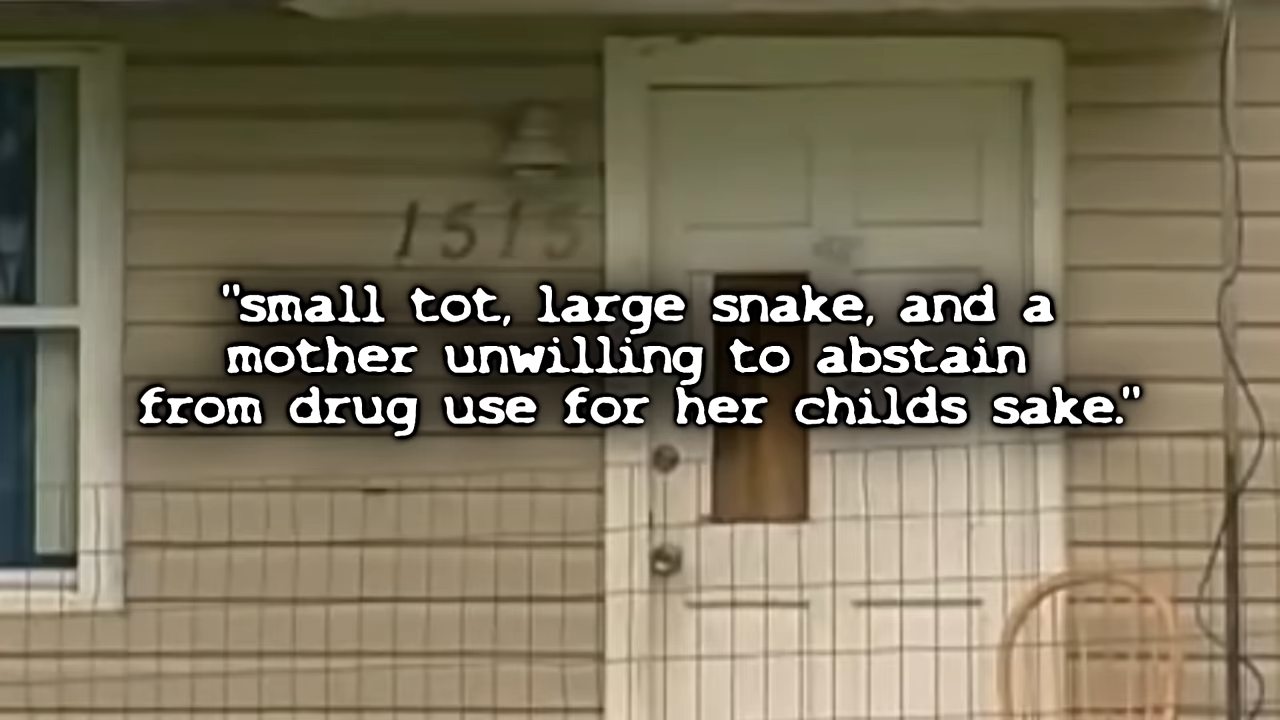 1515
"small tot, large snake, and a
mother unwilling to abstain
from drug use for her childs sake."